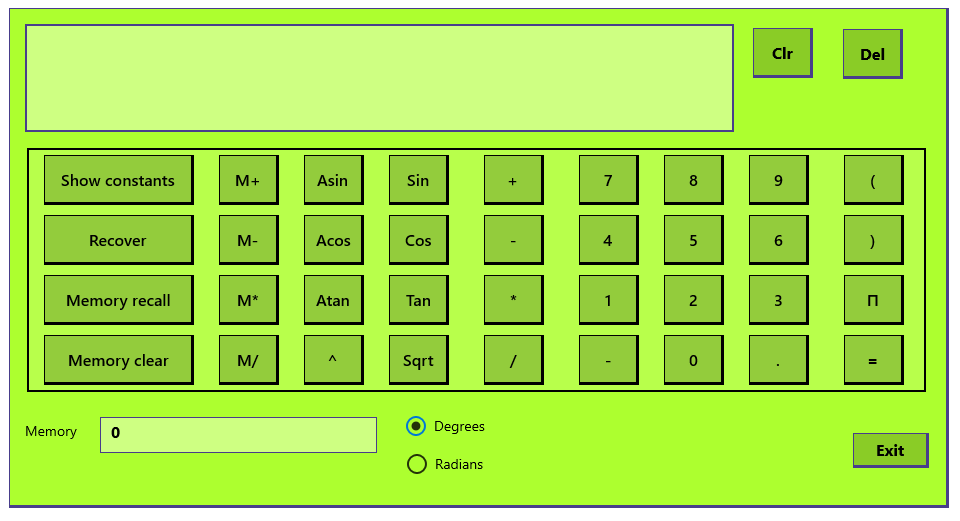 Clr Del
Show constants M+ Asin Sin + 7 8 9 (
Recover M- Acos Cos - 4 5 6 )
Memory recall M* Atan Tan * 1 2 3 П
Memory clear M/ ^ Sqrt / - 0 . =
Memory 0
Degrees
Radians
Exit